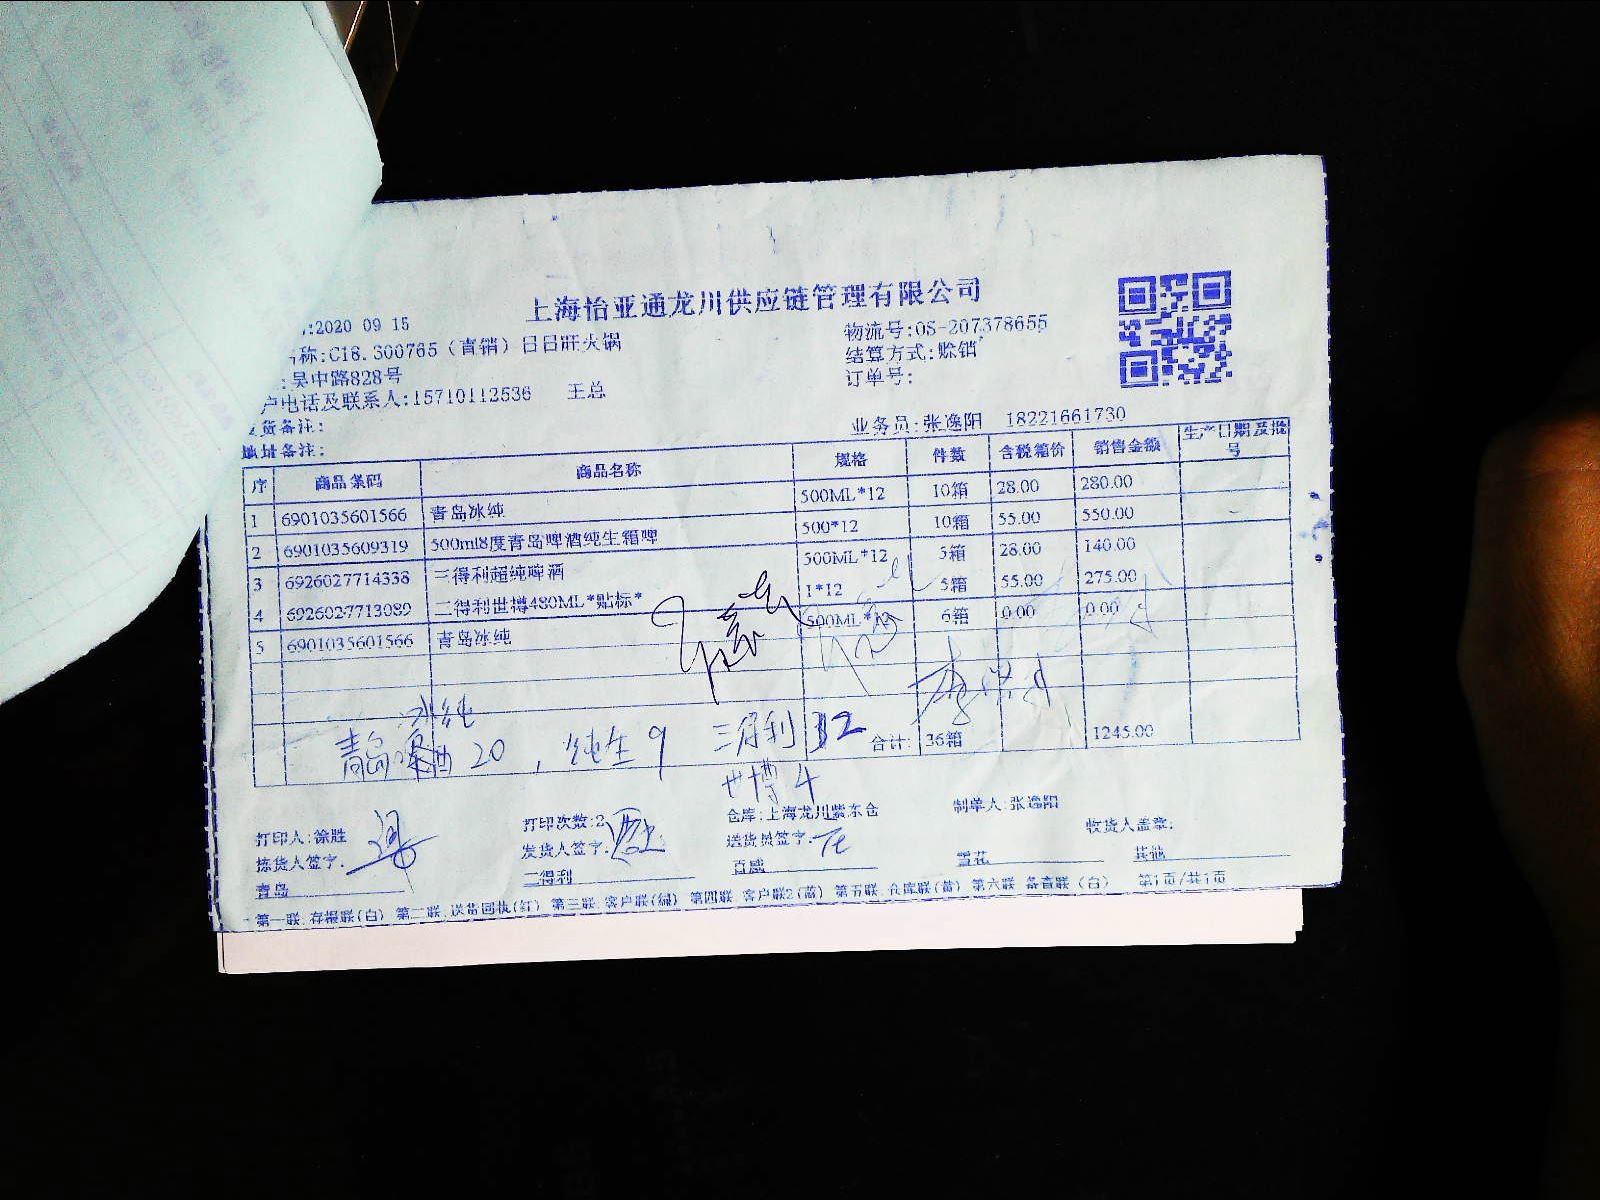 上海怡亚通龙川供应链管理有限公司
:2020 09 15
物流号:OS-207378655
称:C18.S00765（直销）日日旺火锅
结算方式:赊销
:吴中路828号
订单号:
户电话及联系人:15710112536 王总
货备注:
业务员:张逸阳 18221661730
地址备注:
序 商品条码 商品名称 规格 件数 含税箱价 销售金额 生产日期及批号
1 6901035601566 青岛冰纯 500ML*12 10箱 28.00 280.00
2 6901035609319 500ml8度青岛啤酒纯生箱啤 500*12 10箱 55.00 550.00
3 6926027714338 三得利超纯啤酒 500ML*12 5箱 28.00 140.00
4 6926027713089 三得利世樽480ML*贴标* 1*12 5箱 55.00 275.00
5 6901035601566 青岛冰纯 500ML*12 6箱 0.00 0.00
冰纯
青岛啤酒20，纯生9 三得利 12
合计: 36箱 1245.00
世博4
打印人:徐胜 打印次数:2 仓库:上海龙川紫东仓 制单人:张逸阳
收货人盖章:
拣货人签字: 发货人签字: 送货员签字:
青岛 三得利 百威 雪花 其他
第一联:存根联(白) 第二联:送货回执(红) 第三联:客户联(绿) 第四联:客户联2(蓝) 第五联:仓库联(黄) 第六联:备查联(白) 第1页/共1页